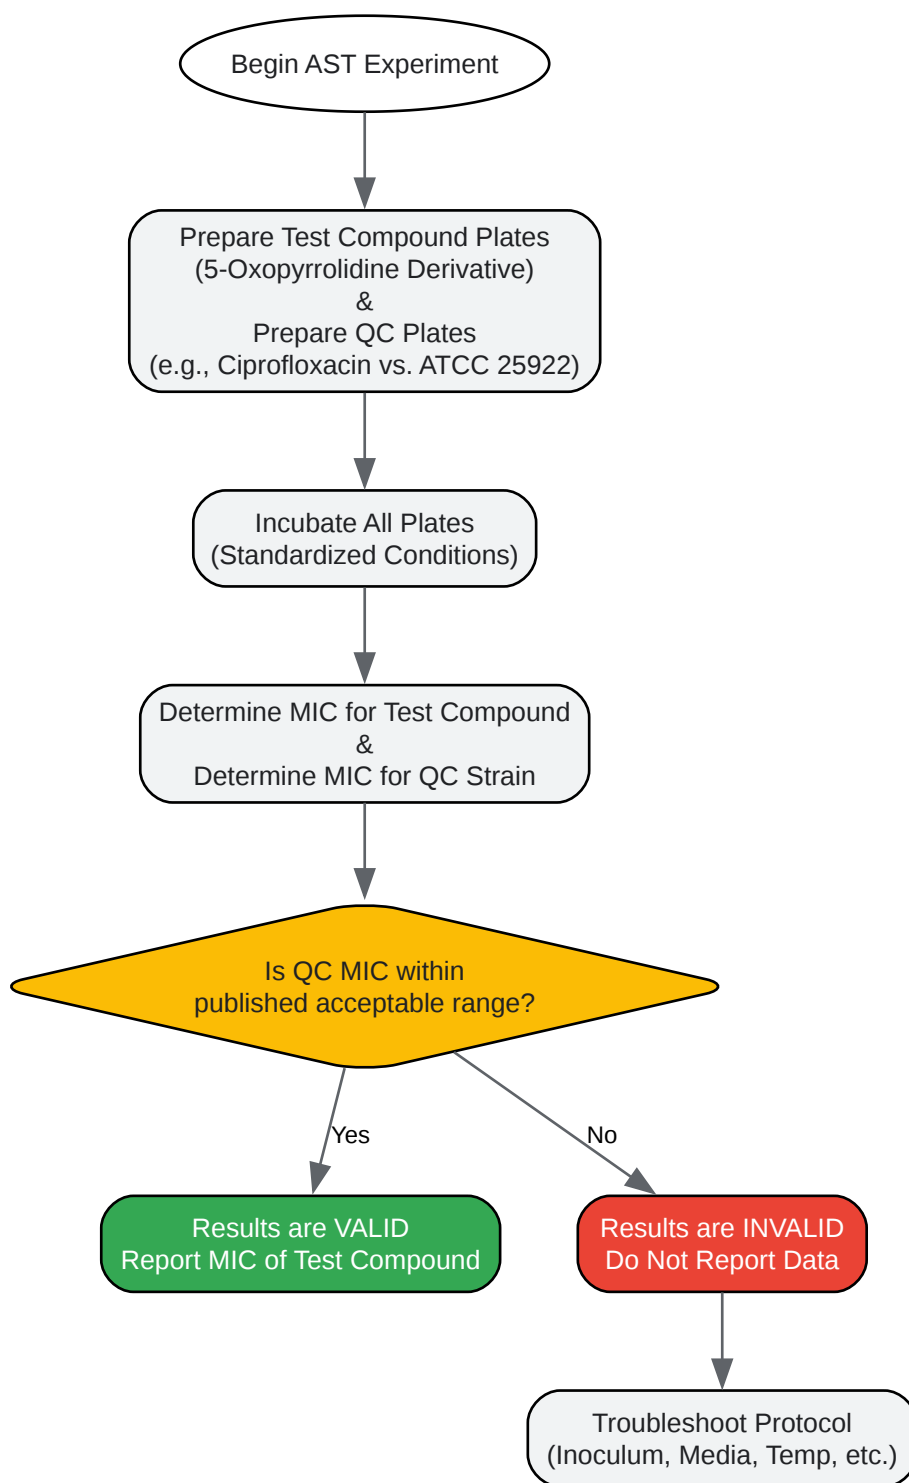 Begin AST Experiment
Prepare Test Compound Plates
(5-Oxopyrrolidine Derivative)
&
Prepare QC Plates
(e.g., Ciprofloxacin vs. ATCC 25922)
Incubate All Plates
(Standardized Conditions)
Determine MIC for Test Compound
&
Determine MIC for QC Strain
Is QC MIC within
published acceptable range?
Yes
No
Results are VALID
Report MIC of Test Compound
Results are INVALID
Do Not Report Data
Troubleshoot Protocol
(Inoculum, Media, Temp, etc.)